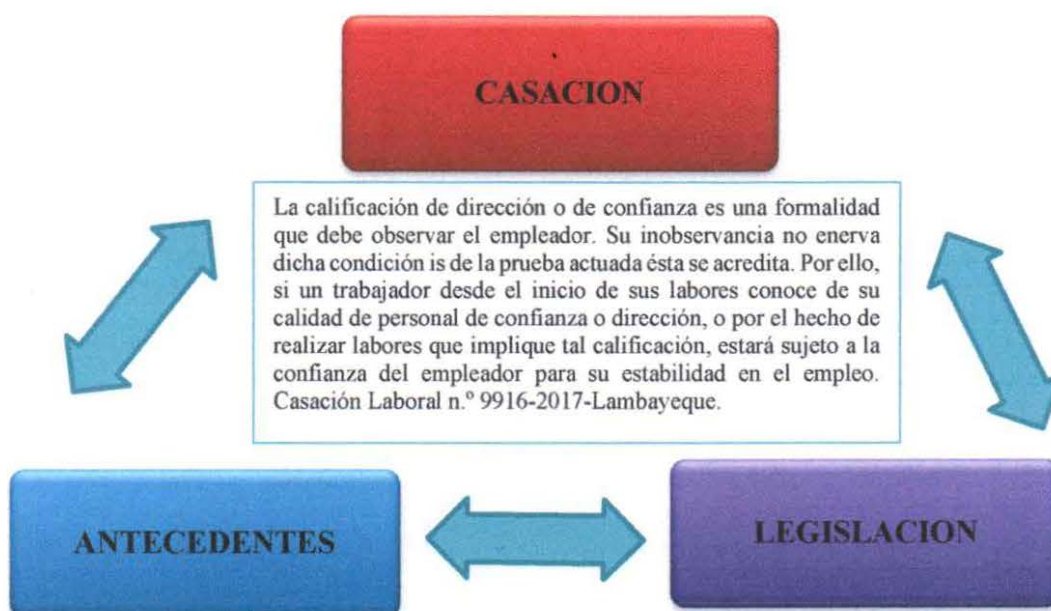 CASACION
La calificación de dirección o de confianza es una formalidad
que debe observar el empleador. Su inobservancia no enerva
dicha condición is de la prueba actuada ésta se acredita. Por ello,
si un trabajador desde el inicio de sus labores conoce de su
calidad de personal de confianza o dirección, o por el hecho de
realizar labores que implique tal calificación, estará sujeto a la
confianza del empleador para su estabilidad en el empleo.
Casación Laboral n.º 9916-2017-Lambayeque.
ANTECEDENTES
LEGISLACION